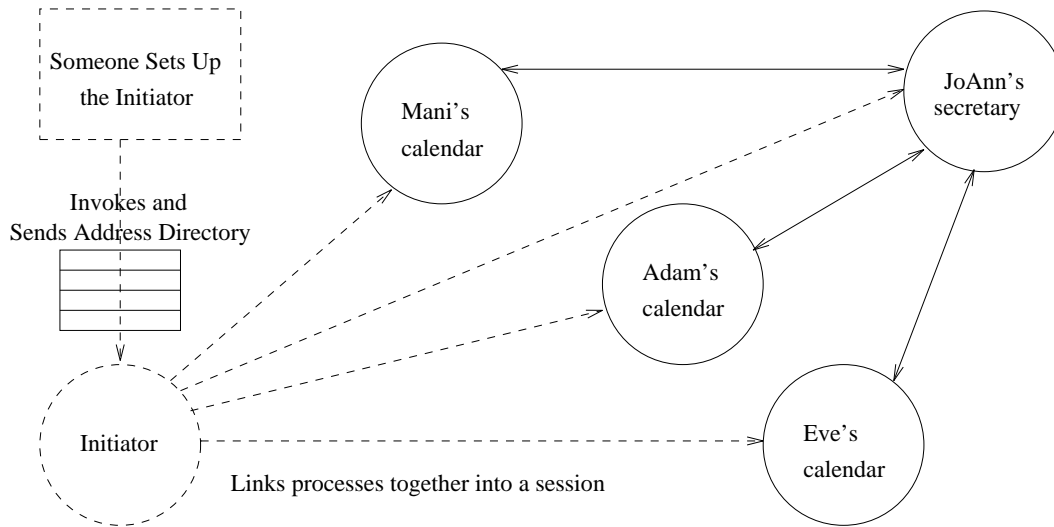 Someone Sets Up
the Initiator
Invokes and
Sends Address Directory
Initiator
Links processes together into a session
Mani's
calendar
Adam's
calendar
Eve's
calendar
JoAnn's
secretary